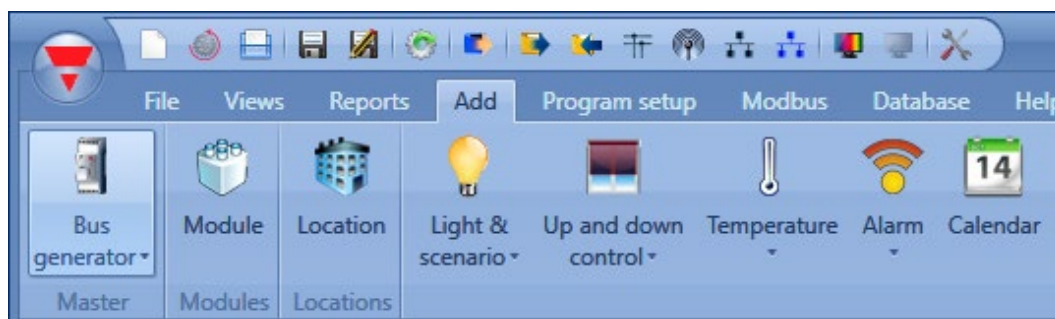 File Views Reports Add Program setup Modbus Database Help
14
Bus generator Module Location Light & scenario Up and down control Temperature Alarm Calendar
Master Modules Locations